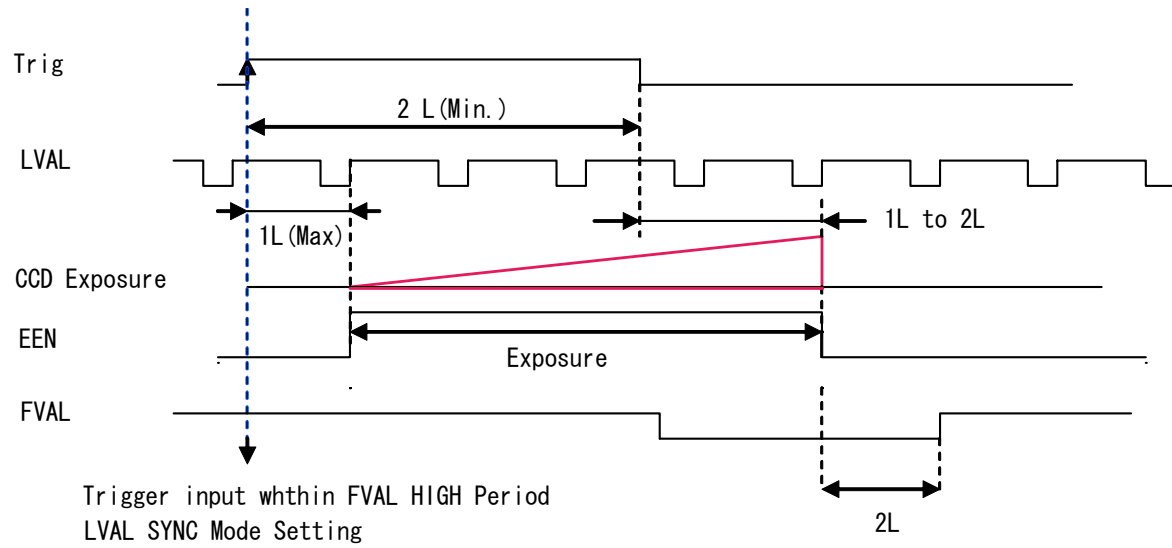 Trig
2 L(Min.)
LVAL
1L(Max)
1L to 2L
CCD Exposure
EEN
Exposure
FVAL
Trigger input whthin FVAL HIGH Period
LVAL SYNC Mode Setting
2L